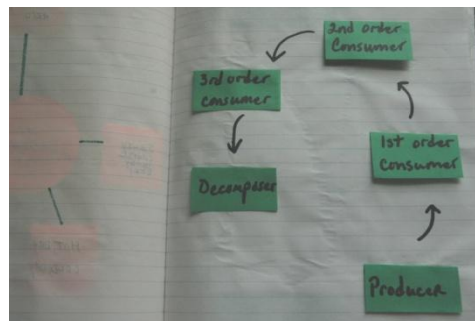 2nd order
Consumer
3rd order
consumer
1st order
consumer
Decomposer
Producer